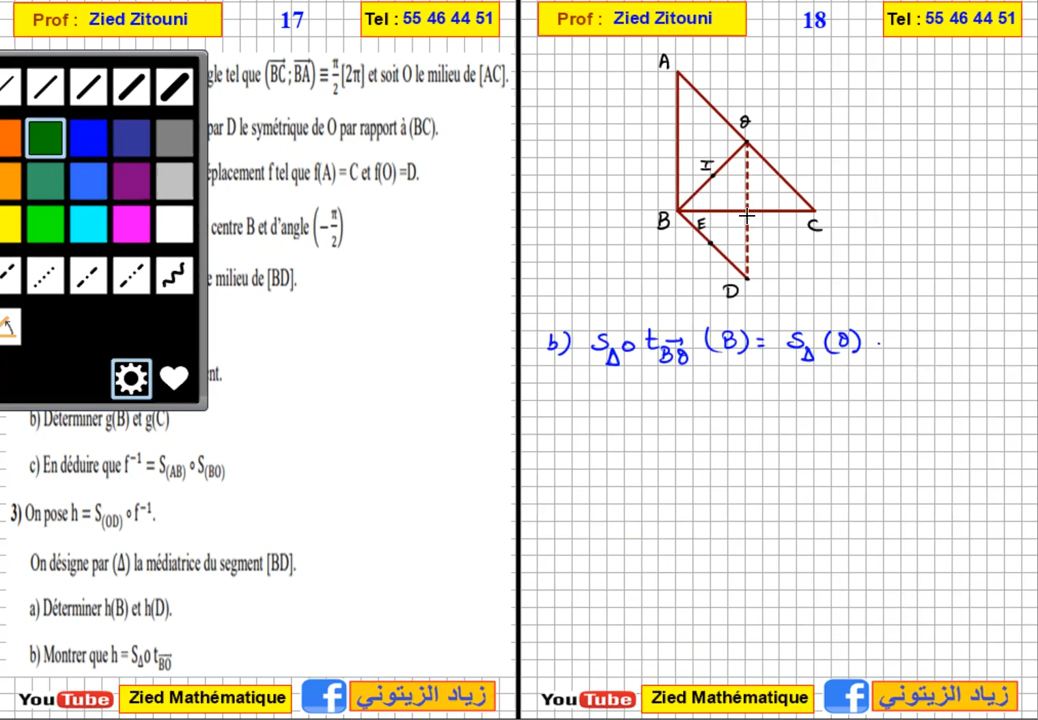 Prof : Zied Zitouni 17 Tel : 55 46 44 51
gle tel que (BC ; BA) ≡ π/2 [2π] et soit O le milieu de [AC].
par D le symétrique de O par rapport à (BC).
placement f tel que f(A) = C et f(O) =D.
centre B et d'angle (-π/2)
e milieu de [BD].
nt.
b) Déterminer g(B) et g(C)
c) En déduire que f⁻¹ = S(AB) ∘ S(BO)
3) On pose h = S(OD) ∘ f⁻¹.
On désigne par (Δ) la médiatrice du segment [BD].
a) Déterminer h(B) et h(D).
b) Montrer que h = SΔ o tBO
YouTube Zied Mathématique f زياد الزيتوني
Prof : Zied Zitouni 18 Tel : 55 46 44 51
A
O
I
B E C
D
b) SΔ o tBO (B) = SΔ (O) .
YouTube Zied Mathématique f زياد الزيتوني